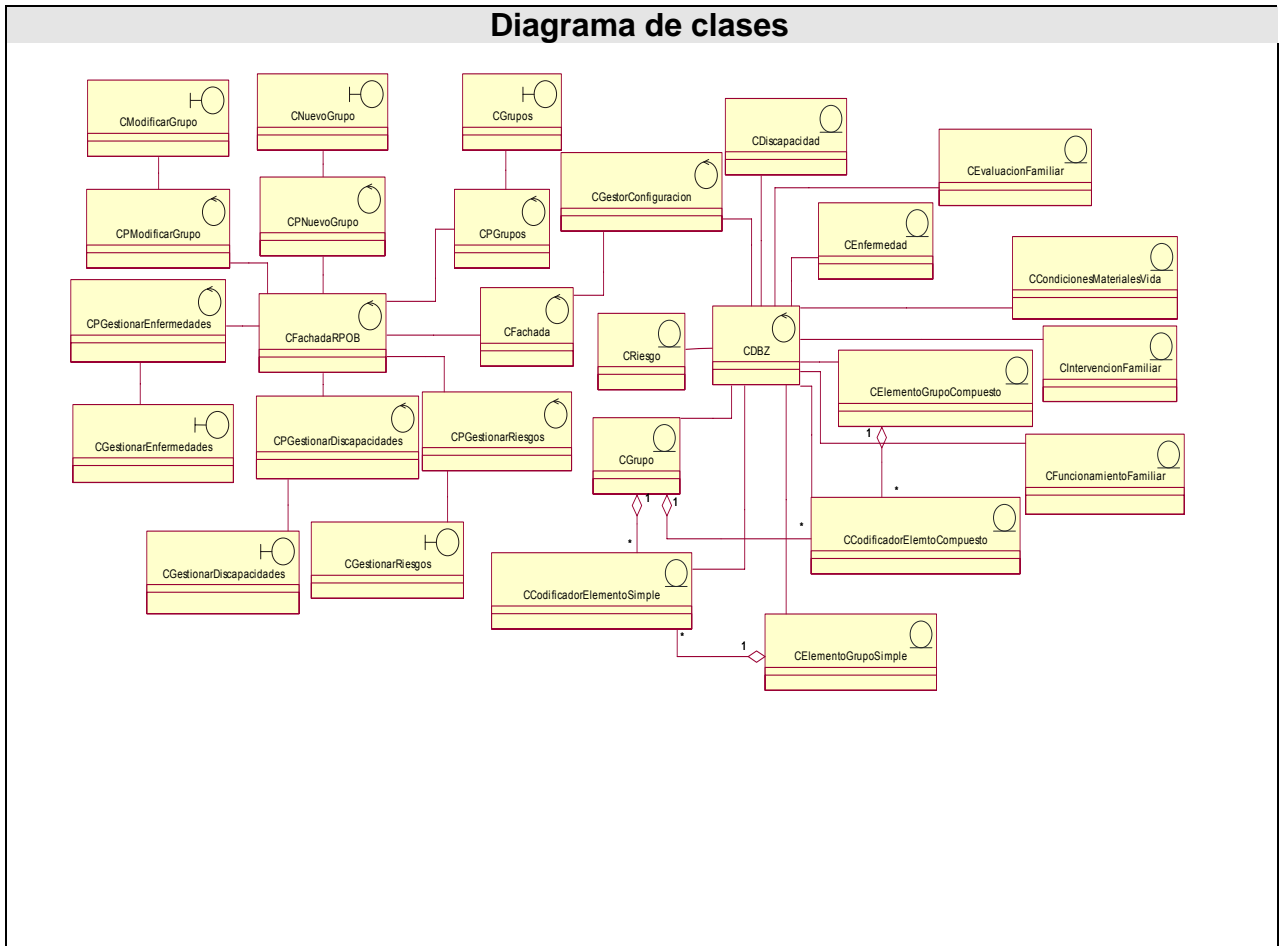 Diagrama de clases
CModificarGrupo
CNuevoGrupo
CGrupos
CDiscapacidad
CGestorConfiguracion
CEvaluacionFamiliar
CPModificarGrupo
CPNuevoGrupo
CPGrupos
CEnfermedad
CCondicionesMaterialesVida
CPGestionarEnfermedades
CFachadaRPOB
CFachada
CRiesgo
CDBZ
CIntervencionFamiliar
CElementoGrupoCompuesto
CGestionarEnfermedades
CPGestionarDiscapacidades
CPGestionarRiesgos
CGrupo
1
CFuncionamientoFamiliar
1
1
*
*
*
CCodificadorElemtoCompuesto
CGestionarDiscapacidades
CGestionarRiesgos
CCodificadorElementoSimple
*
1
CElementoGrupoSimple